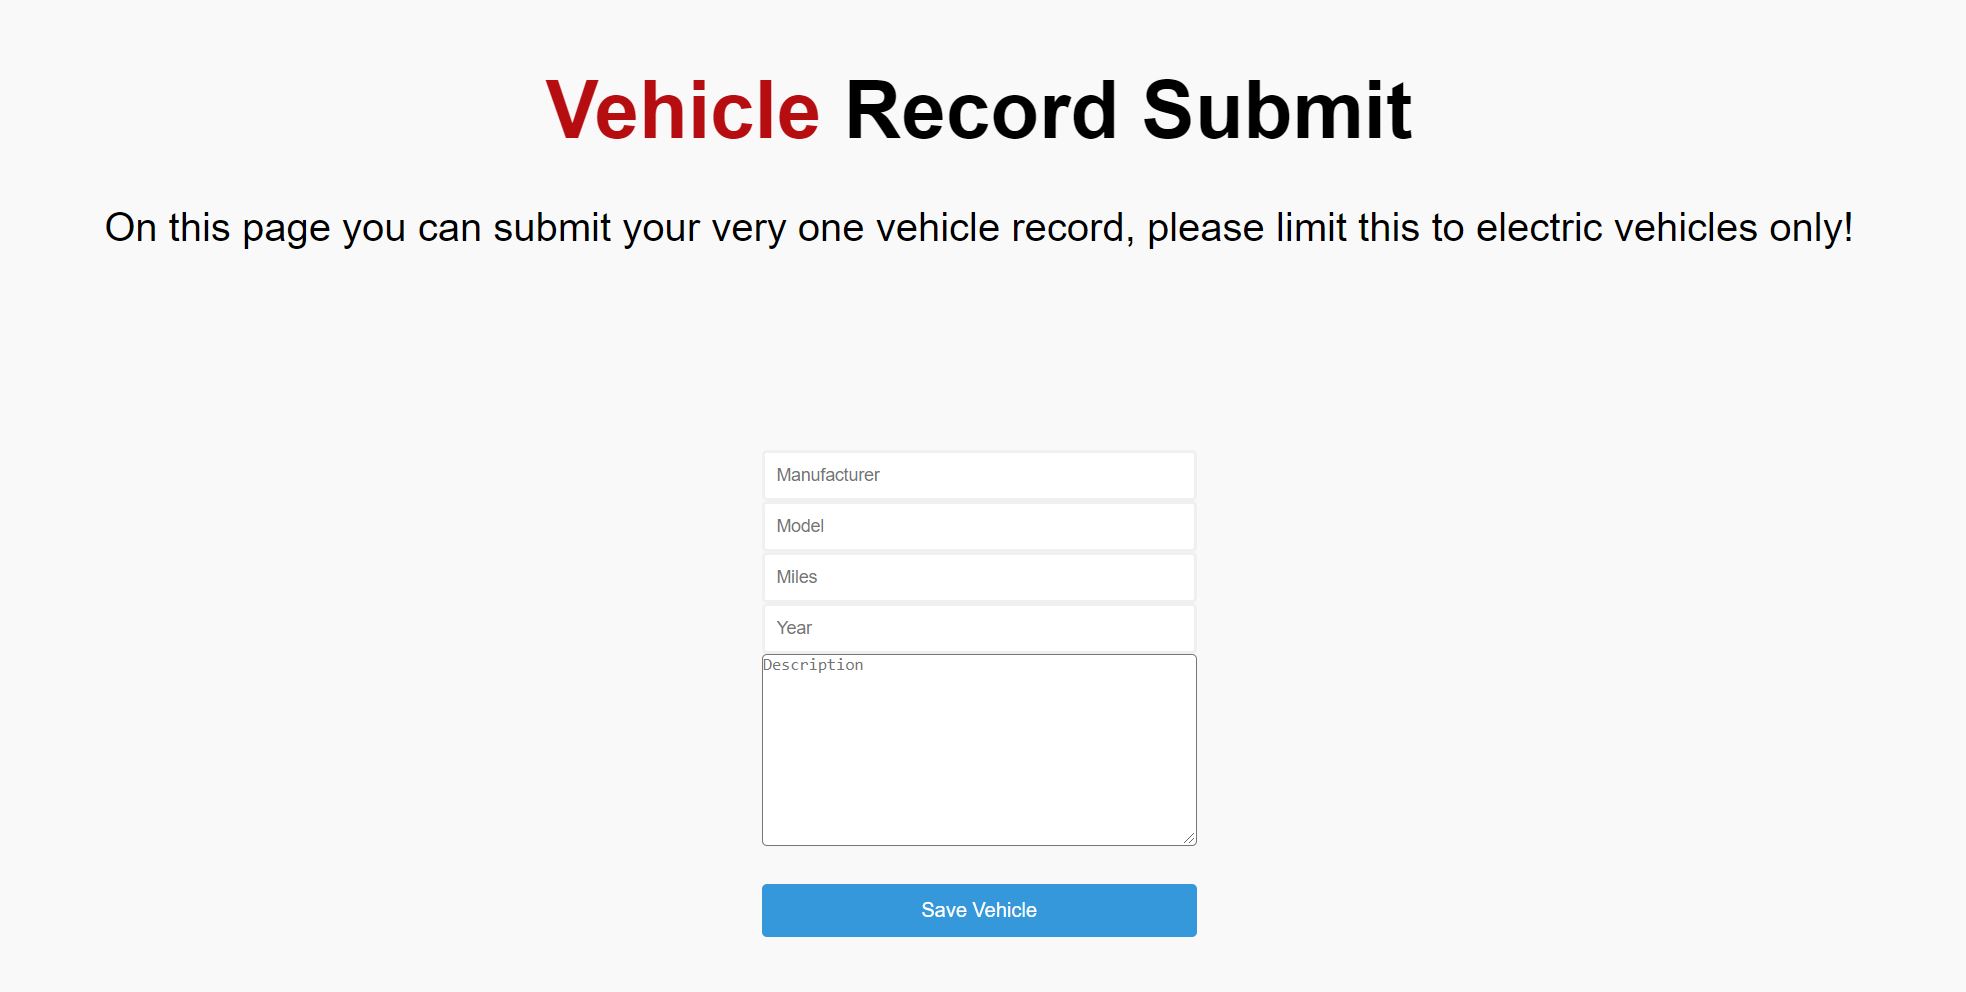 Vehicle Record Submit
On this page you can submit your very one vehicle record, please limit this to electric vehicles only!
Manufacturer
Model
Miles
Year
Description
Save Vehicle